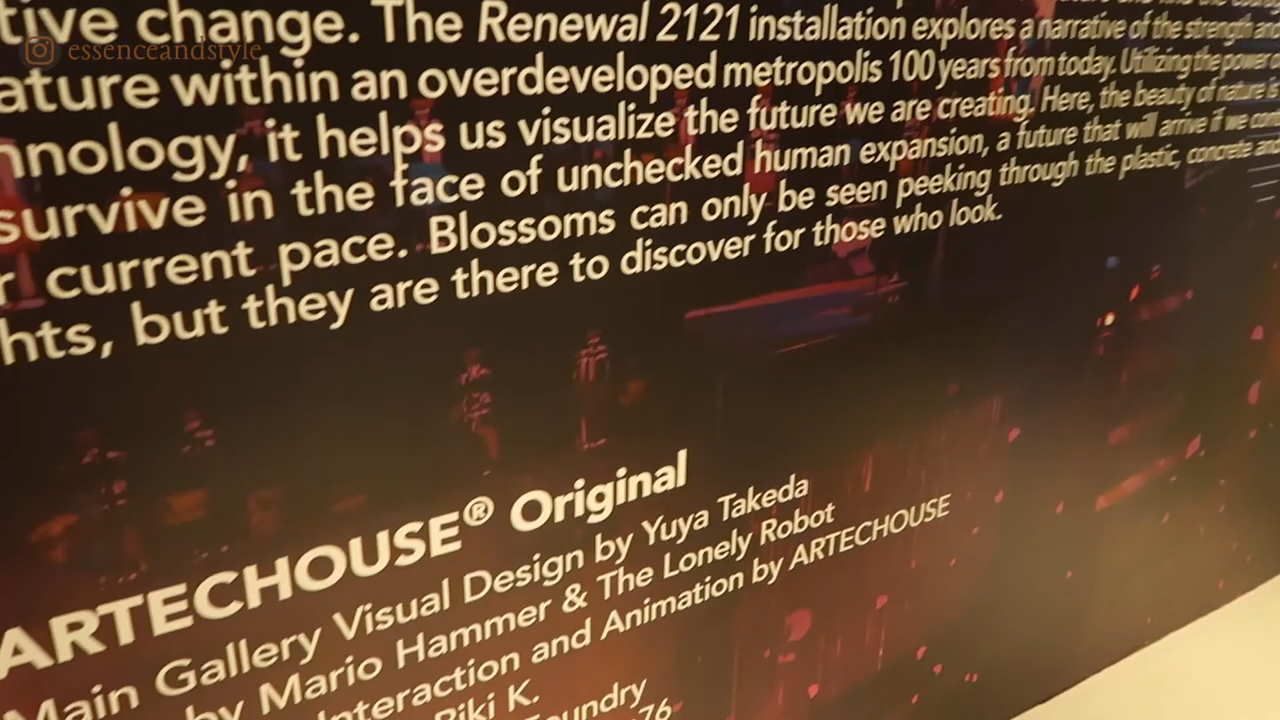 essenceandstyle
tive change. The Renewal 2121 installation explores a narrative of the strength and
ature within an overdeveloped metropolis 100 years from today. Utilizing the power o
hnology, it helps us visualize the future we are creating. Here, the beauty of nature is
survive in the face of unchecked human expansion, a future that will arrive if we con
r current pace. Blossoms can only be seen peeking through the plastic, concrete and
hts, but they are there to discover for those who look.
ARTECHOUSE® Original
Main Gallery Visual Design by Yuya Takeda
by Mario Hammer & The Lonely Robot
Interaction and Animation by ARTECHOUSE
Riki K.
oundry
76